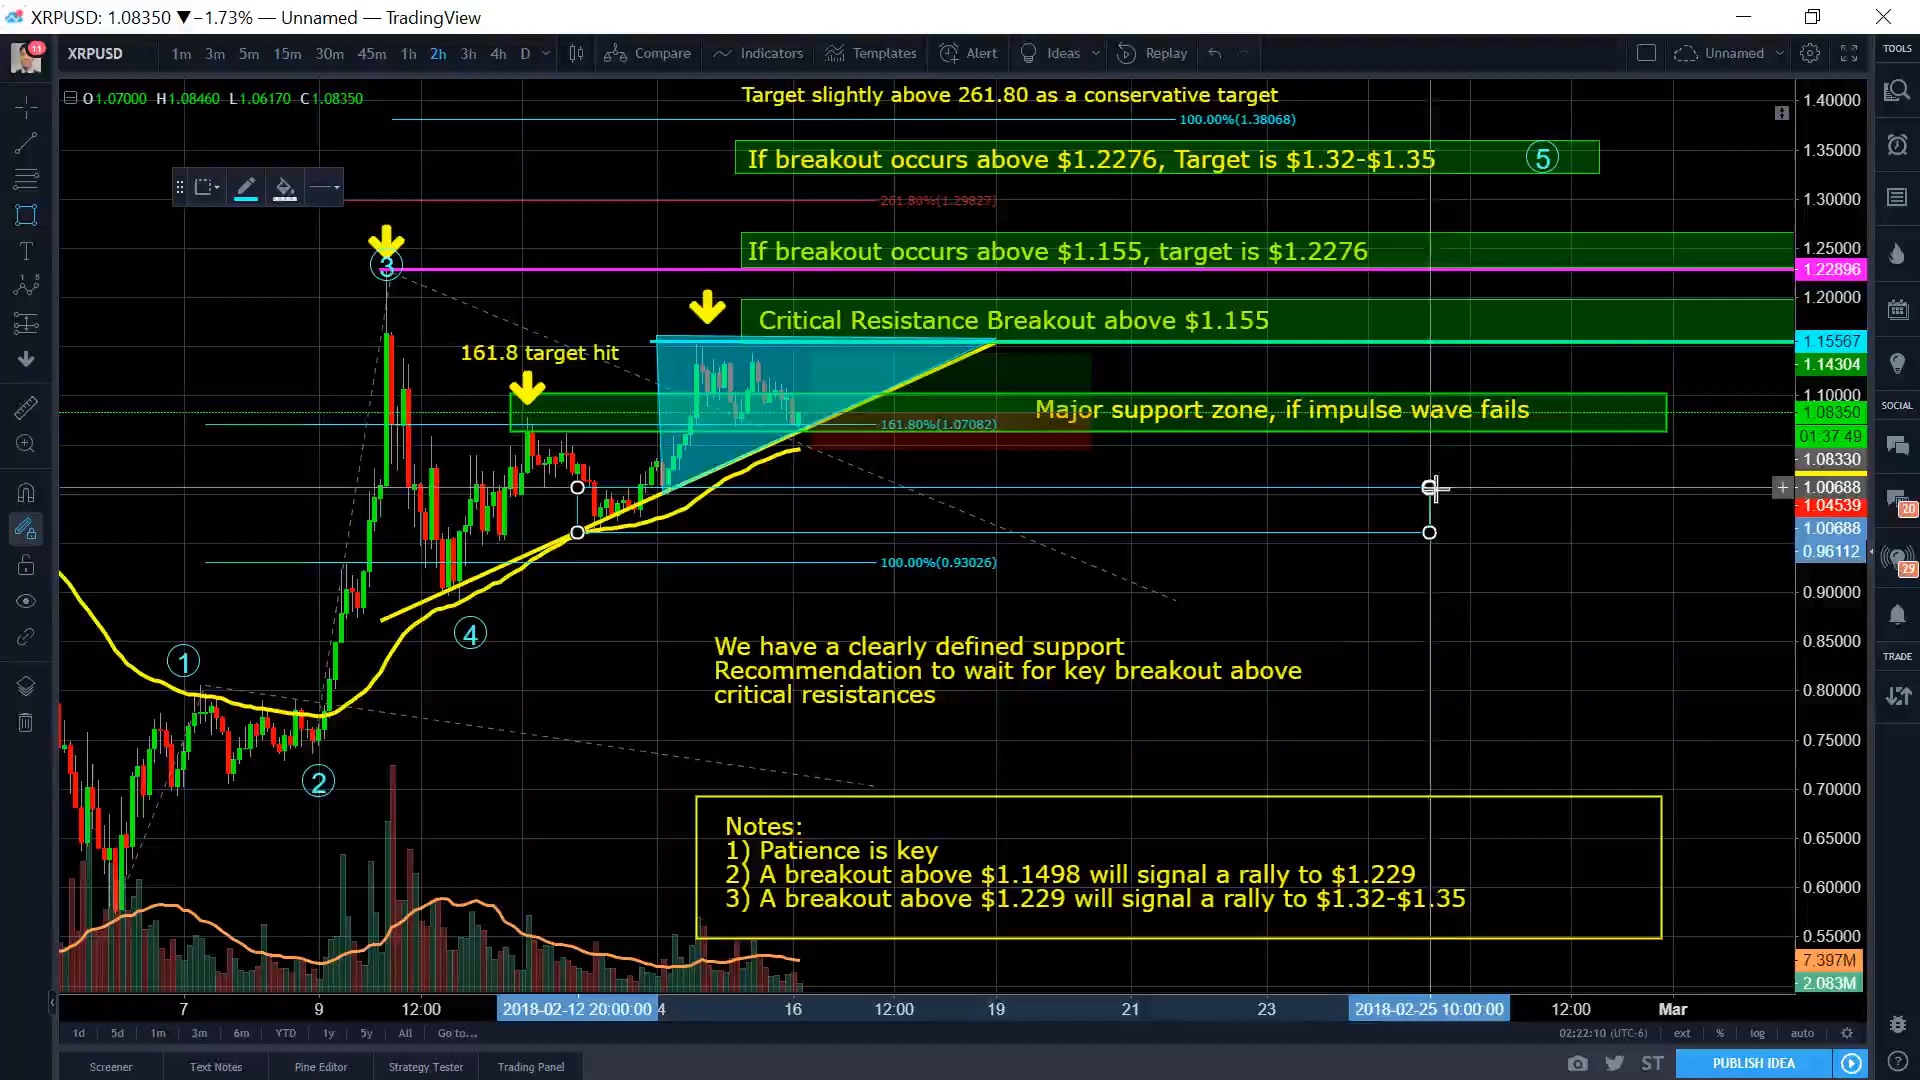 XRPUSD: 1.08350 ▼−1.73% — Unnamed — TradingView
11
XRPUSD 1m 3m 5m 15m 30m 45m 1h 2h 3h 4h D Compare Indicators Templates Alert Ideas Replay Unnamed
TOOLS
O1.07000 H1.08460 L1.06170 C1.08350
Target slightly above 261.80 as a conservative target
100.00%(1.38068)
If breakout occurs above $1.2276, Target is $1.32-$1.35
5
261.80%(1.29827)
If breakout occurs above $1.155, target is $1.2276
3
Critical Resistance Breakout above $1.155
161.8 target hit
Major support zone, if impulse wave fails
161.80%(1.07082)
100.00%(0.93026)
4
1
2
We have a clearly defined support
Recommendation to wait for key breakout above
critical resistances
Notes:
1) Patience is key
2) A breakout above $1.1498 will signal a rally to $1.229
3) A breakout above $1.229 will signal a rally to $1.32-$1.35
1.40000
1.35000
1.30000
1.25000
1.22896
1.20000
1.15567
1.14304
1.10000
1.08350
01:37:49
1.08330
1.00688
1.04539
1.00688
0.96112
0.90000
0.85000
0.80000
0.75000
0.70000
0.65000
0.60000
0.55000
7.397M
2.083M
SOCIAL
20
29
TRADE
7 9 12:00 2018-02-12 20:00:00 4 16 12:00 19 21 23 2018-02-25 10:00:00 12:00 Mar
1d 5d 1m 3m 6m YTD 1y 5y All Go to... 02:22:10 (UTC-6) ext % log auto
Screener Text Notes Pine Editor Strategy Tester Trading Panel ST PUBLISH IDEA